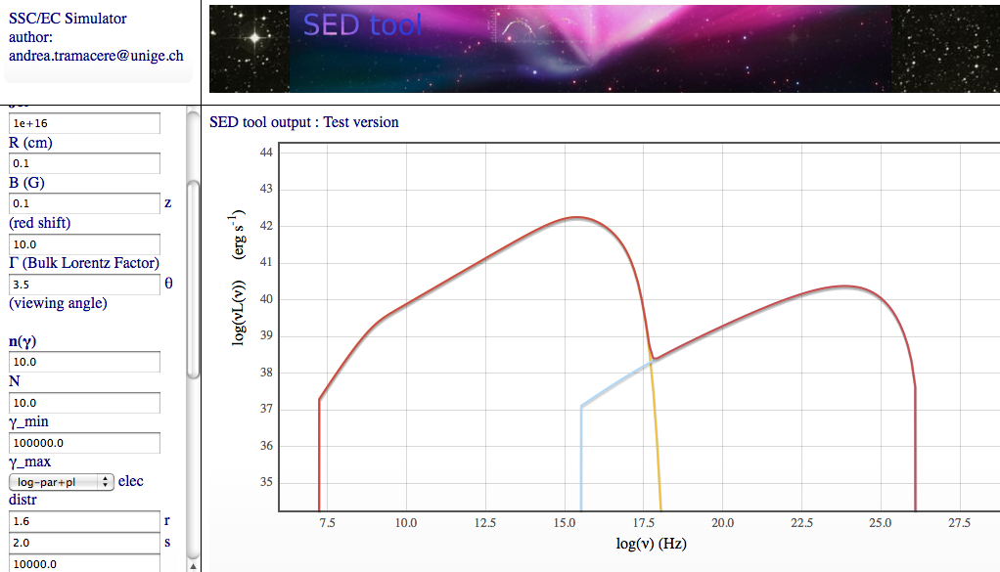 SSC/EC Simulator
author:
andrea.tramacere@unige.ch
SED tool
1e+16
R (cm)
0.1
B (G)
0.1 z
(red shift)
10.0
Γ (Bulk Lorentz Factor)
3.5 θ
(viewing angle)
n(γ)
10.0
N
10.0
γ_min
100000.0
γ_max
log-par+pl elec
distr
1.6 r
2.0 s
10000.0
SED tool output : Test version
log(νL(ν)) (erg s⁻¹)
44
43
42
41
40
39
38
37
36
35
7.5 10.0 12.5 15.0 17.5 20.0 22.5 25.0 27.5
log(ν) (Hz)